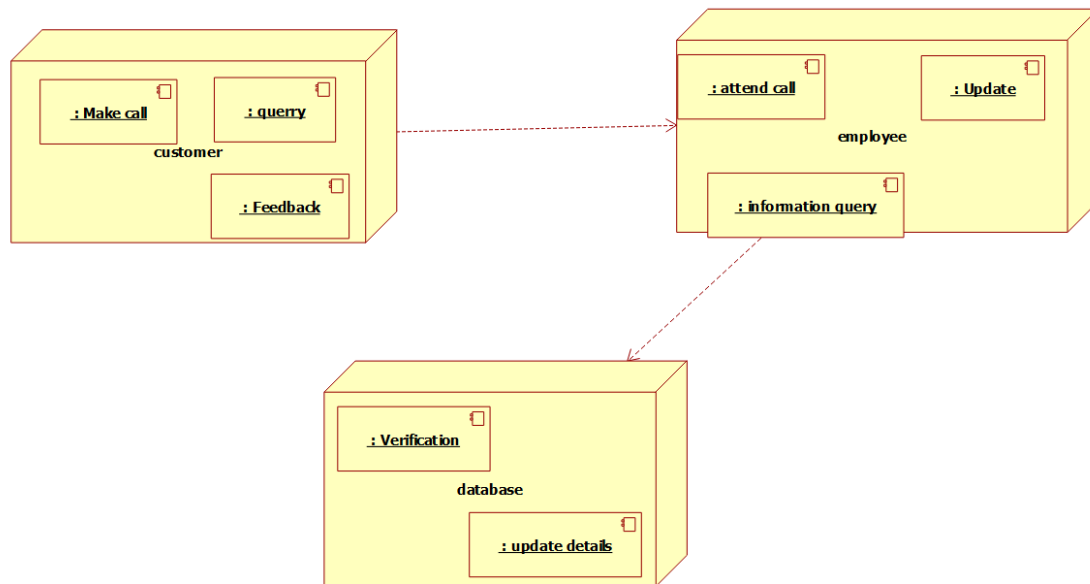 : Make call
: querry
customer
: Feedback
: attend call
: Update
employee
: information query
: Verification
database
: update details